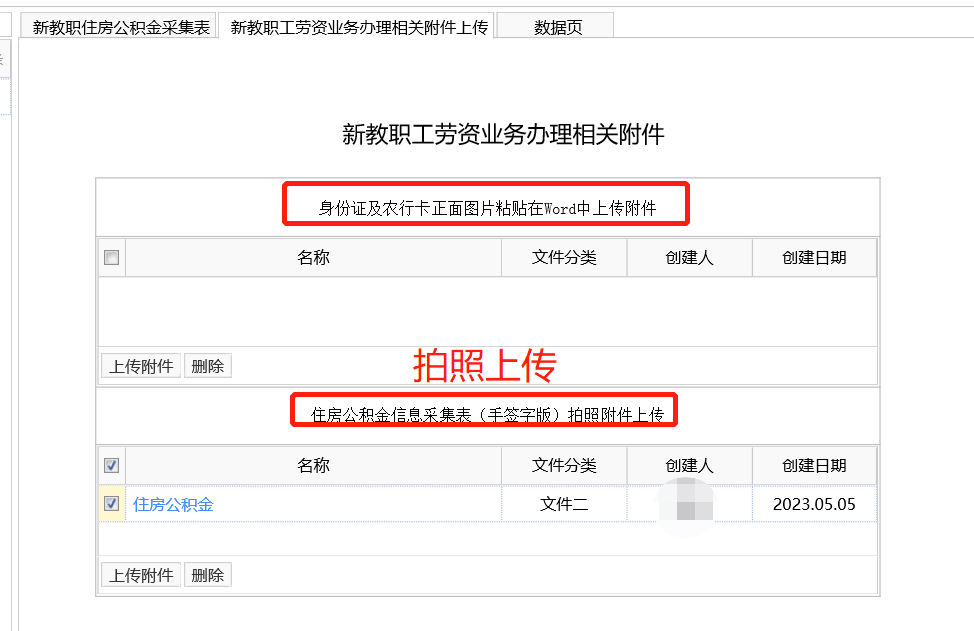 新教职住房公积金采集表 新教职工劳资业务办理相关附件上传 数据页
新教职工劳资业务办理相关附件
身份证及农行卡正面图片粘贴在Word中上传附件
名称 文件分类 创建人 创建日期
上传附件 删除
拍照上传
住房公积金信息采集表（手签字版）拍照附件上传
名称 文件分类 创建人 创建日期
住房公积金 文件二 2023.05.05
上传附件 删除